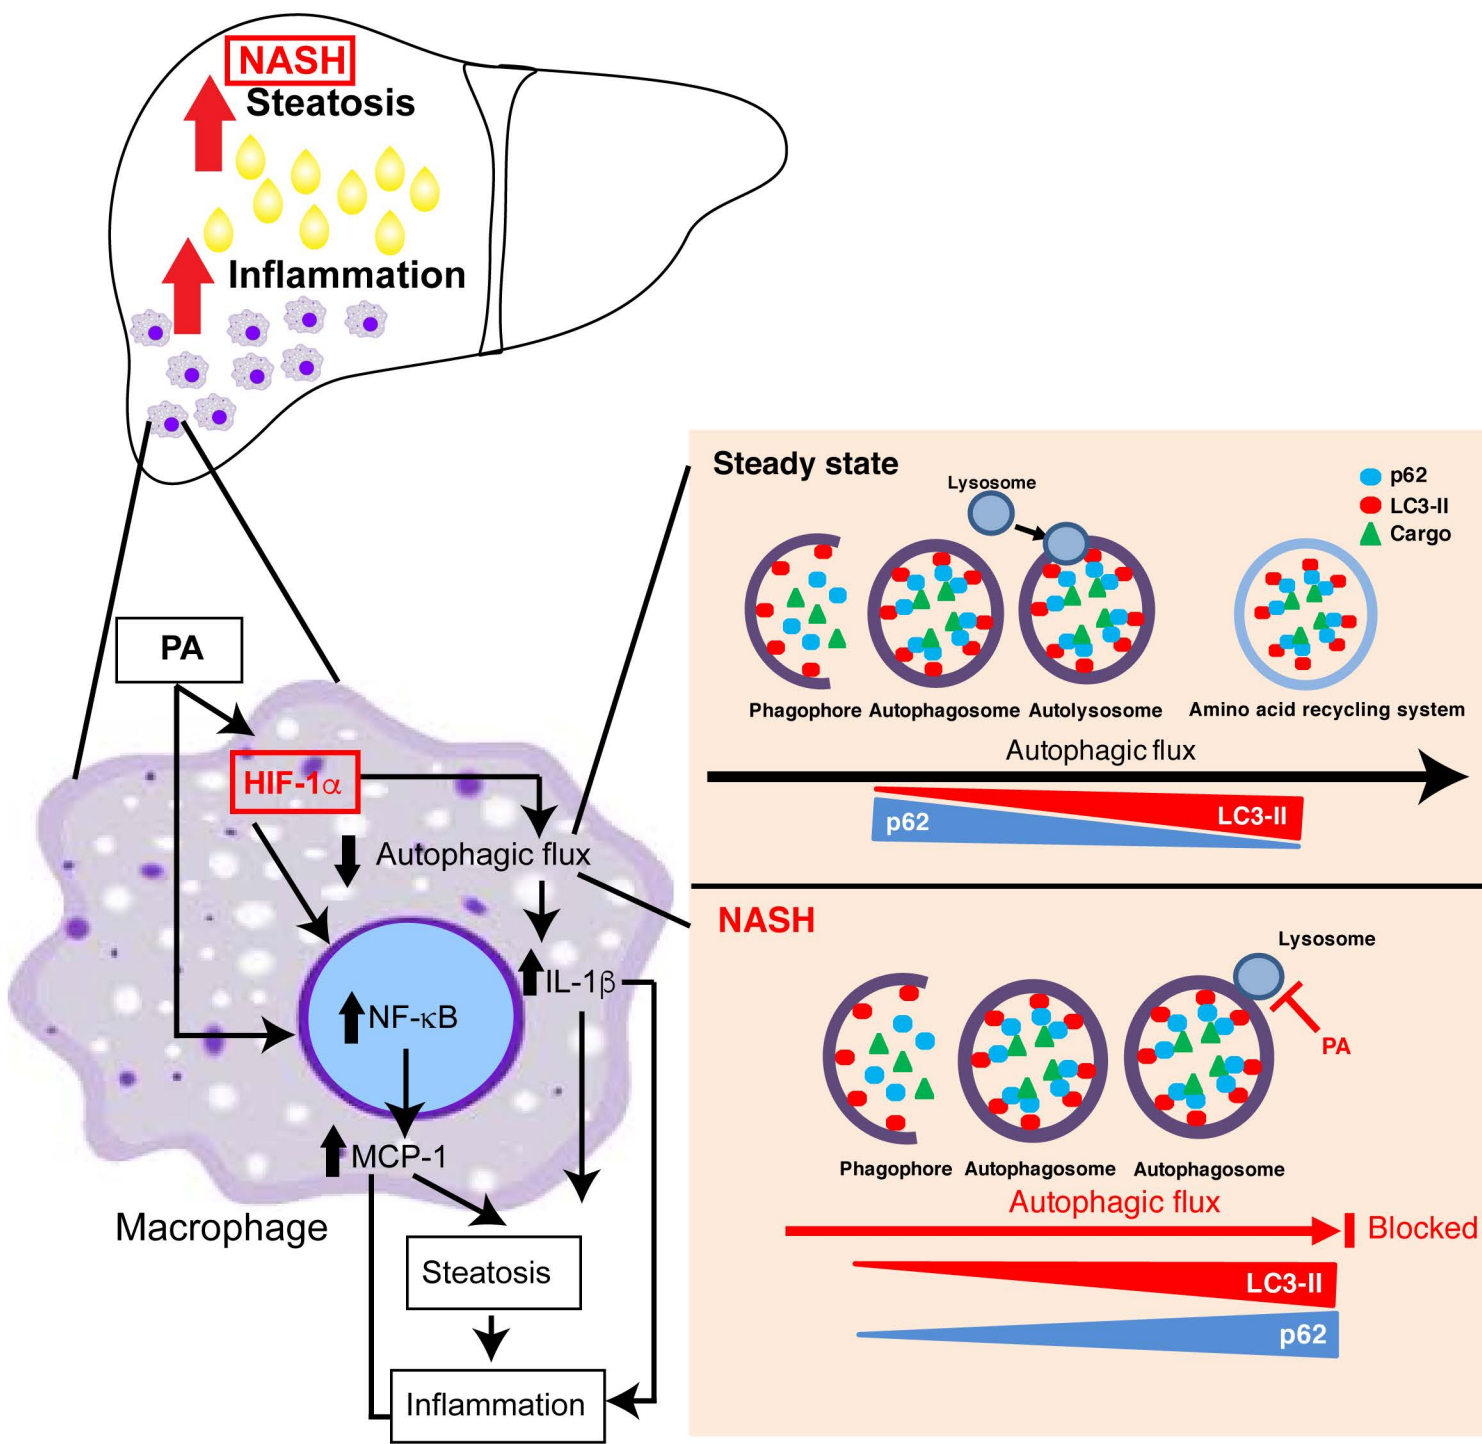 NASH
Steatosis
Inflammation
PA
HIF-1α
Autophagic flux
IL-1β
NF-κB
MCP-1
Macrophage
Steatosis
Inflammation
Steady state
Lysosome
p62
LC3-II
Cargo
Phagophore Autophagosome Autolysosome Amino acid recycling system
Autophagic flux
LC3-II
p62
NASH
Lysosome
PA
Phagophore Autophagosome Autophagosome
Autophagic flux
Blocked
LC3-II
p62